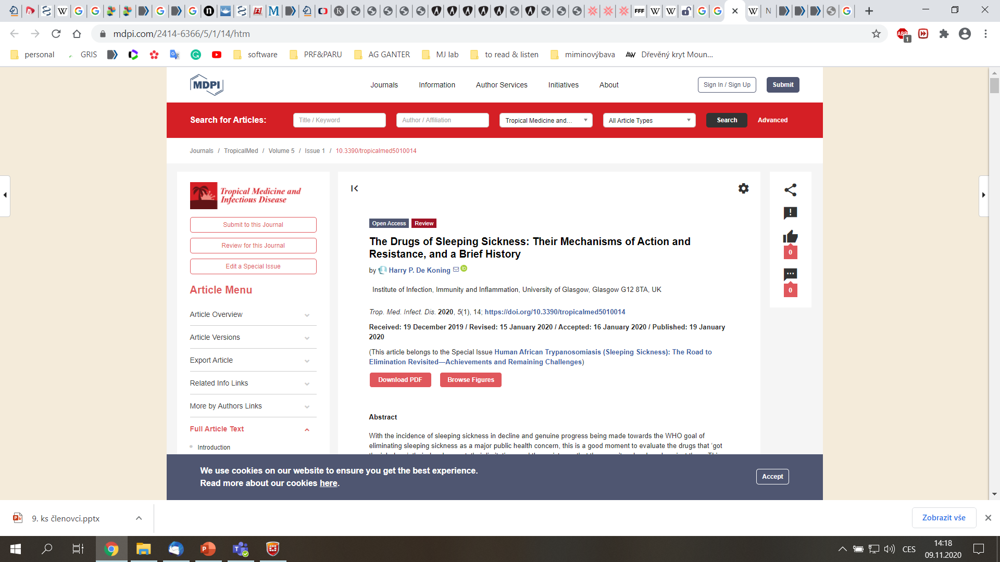 mdpi.com/2414-6366/5/1/14/htm
ABP
1
personal
GRIS
software
PRF&PARU
AG GANTER
MJ lab
to read & listen
miminovýbava
Dřevěný kryt Moun...
MDPI
Journals
Information
Author Services
Initiatives
About
Sign In / Sign Up
Submit
Search for Articles:
Title / Keyword
Author / Affiliation
Tropical Medicine and...
All Article Types
Search
Advanced
Journals / TropicalMed / Volume 5 / Issue 1 / 10.3390/tropicalmed5010014
Tropical Medicine and
Infectious Disease
Submit to this Journal
Review for this Journal
Edit a Special Issue
Article Menu
Article Overview
Article Versions
Export Article
Related Info Links
More by Authors Links
Full Article Text
Introduction
Open Access Review
The Drugs of Sleeping Sickness: Their Mechanisms of Action and
Resistance, and a Brief History
by Harry P. De Koning
Institute of Infection, Immunity and Inflammation, University of Glasgow, Glasgow G12 8TA, UK
Trop. Med. Infect. Dis. 2020, 5(1), 14; https://doi.org/10.3390/tropicalmed5010014
Received: 19 December 2019 / Revised: 15 January 2020 / Accepted: 16 January 2020 / Published: 19 January
2020
(This article belongs to the Special Issue Human African Trypanosomiasis (Sleeping Sickness): The Road to
Elimination Revisited—Achievements and Remaining Challenges)
Download PDF
Browse Figures
Abstract
With the incidence of sleeping sickness in decline and genuine progress being made towards the WHO goal of
eliminating sleeping sickness as a major public health concern, this is a good moment to evaluate the drugs that ‘got
0
0
We use cookies on our website to ensure you get the best experience.
Read more about our cookies here.
Accept
9. ks členovci.pptx
Zobrazit vše
CES
14:18
09.11.2020